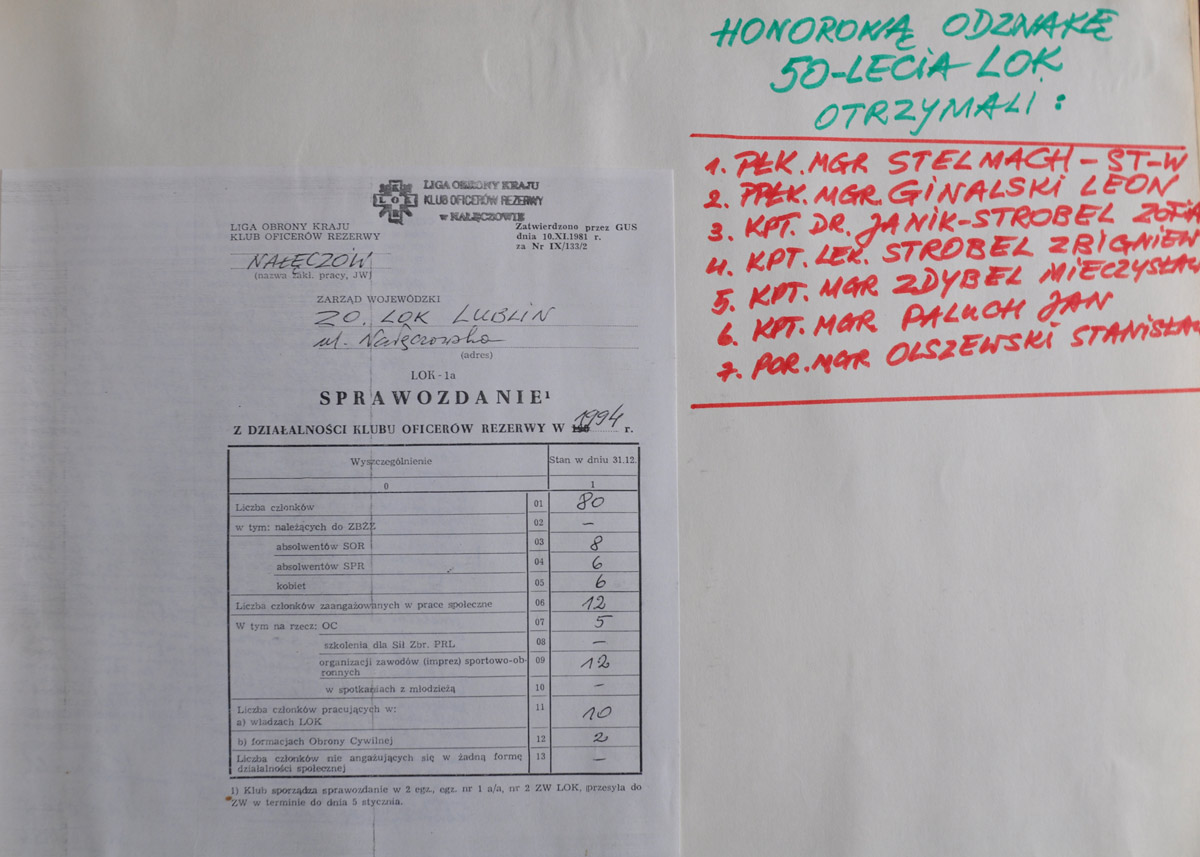 HONOROWĄ ODZNAKĘ
50-LECIA LOK
OTRZYMALI:
1. PŁK. MGR STELMACH - ST-W
2. PPŁK. MGR. GINALSKI LEON
3. KPT. DR. JANIK-STROBEL ZOFIA
4. KPT. LEK. STROBEL ZBIGNIEW
5. KPT. MGR ZDYBEL MIECZYSŁAW
6. KPT. MGR PALUCH JAN
7. POR. MGR OLSZEWSKI STANISŁAW
LIGA OBRONY KRAJU
KLUB OFICERÓW REZERWY
w NAŁĘCZOWIE
LOK
LIGA OBRONY KRAJU
KLUB OFICERÓW REZERWY
NAŁĘCZÓW
(nazwa zakł. pracy, JW)
Zatwierdzono przez GUS
dnia 10.XI.1981 r.
za Nr IX/133/2
ZARZĄD WOJEWÓDZKI
ZO. LOK LUBLIN
ul. Nałęczowska
(adres)
LOK - 1a
SPRAWOZDANIE¹
Z DZIAŁALNOŚCI KLUBU OFICERÓW REZERWY W 1994 r.
Wyszczególnienie Stan w dniu 31.12.
0 1
Liczba członków 01 80
w tym: należących do ZBŻZ 02 —
absolwentów SOR 03 8
absolwentów SPR 04 6
kobiet 05 6
Liczba członków zaangażowanych w prace społeczne 06 12
W tym na rzecz: OC 07 5
szkolenia dla Sił Zbr. PRL 08 —
organizacji zawodów (imprez) sportowo-ob-
ronnych 09 12
w spotkaniach z młodzieżą 10 —
Liczba członków pracujących w:
a) władzach LOK 11 10
b) formacjach Obrony Cywilnej 12 2
Liczba członków nie angażujących się w żadną formę
działalności społecznej 13 —
1) Klub sporządza sprawozdanie w 2 egz., egz. nr 1 a/a, nr 2 ZW LOK, przesyła do
ZW w terminie do dnia 5 stycznia.